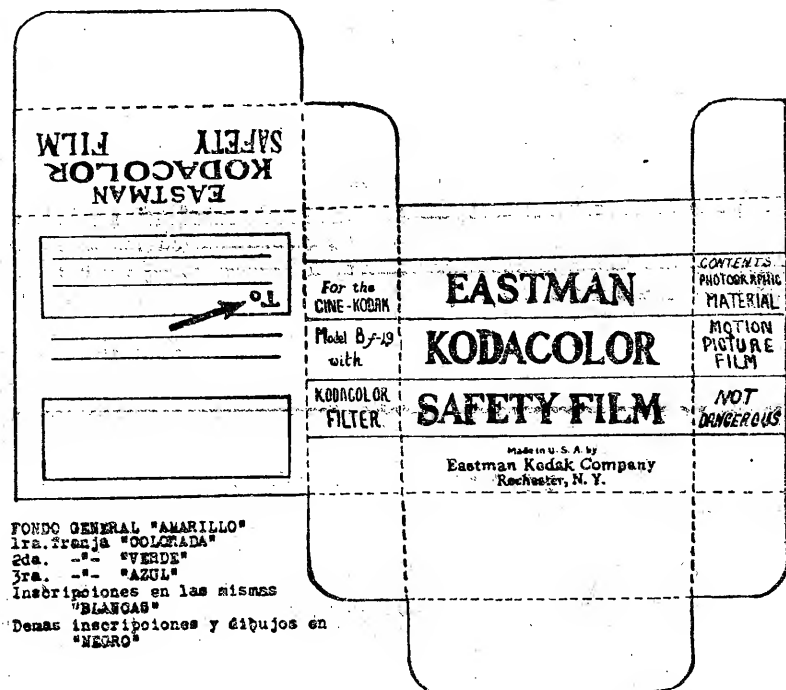 EASTMAN
KODACOLOR
SAFETY FILM
To
For the
CINE-KODAK
Model B f-19
with
KODACOLOR
FILTER
EASTMAN
KODACOLOR
SAFETY FILM
Made in U.S.A. by
Eastman Kodak Company
Rochester, N. Y.
CONTENTS
PHOTOGRAPHIC
MATERIAL
MOTION
PICTURE
FILM
NOT
DANGEROUS
FONDO GENERAL "AMARILLO"
1ra. franja "COLORADA"
2da. -"- "VERDE"
3ra. -"- "AZUL"
Inscripciones en las mismas
"BLANCAS"
Demas inscripciones y dibujos en
"NEGRO"